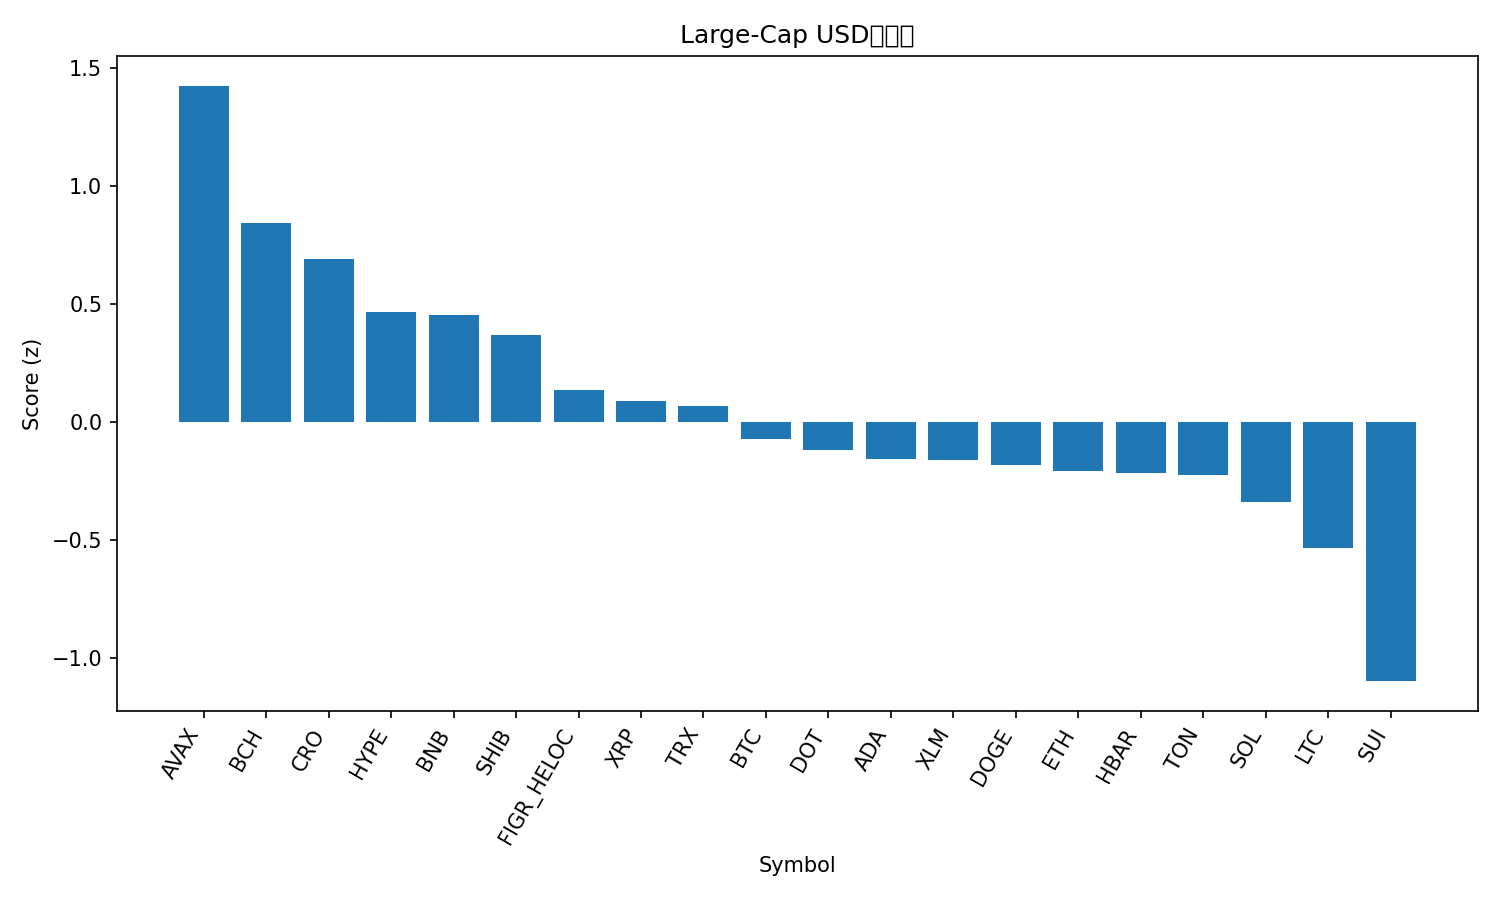 Large-Cap USD
Score (z)
1.5
1.0
0.5
0.0
−0.5
−1.0
AVAX
BCH
CRO
HYPE
BNB
SHIB
FIGR_HELOC
XRP
TRX
BTC
DOT
ADA
XLM
DOGE
ETH
HBAR
TON
SOL
LTC
SUI
Symbol